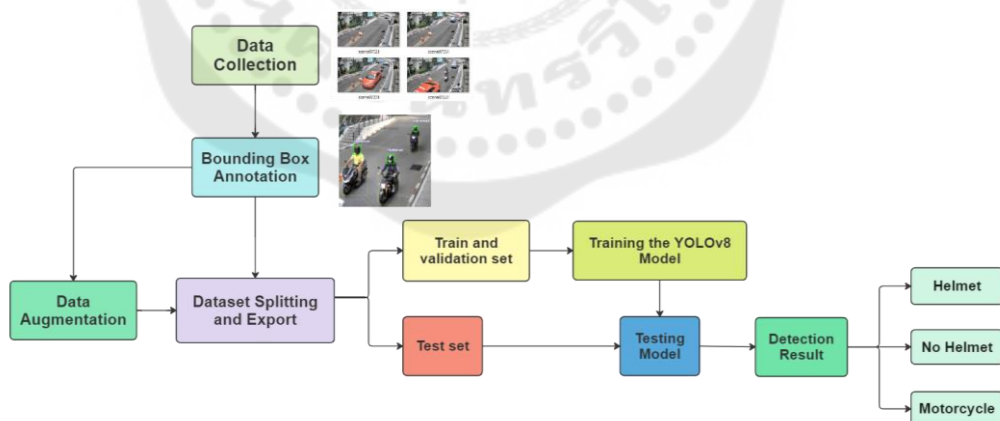 Data
Collection
Bounding Box
Annotation
Data
Augmentation
Dataset Splitting
and Export
Train and
validation set
Training the YOLOv8
Model
Test set
Testing
Model
Detection
Result
Helmet
No Helmet
Motorcycle